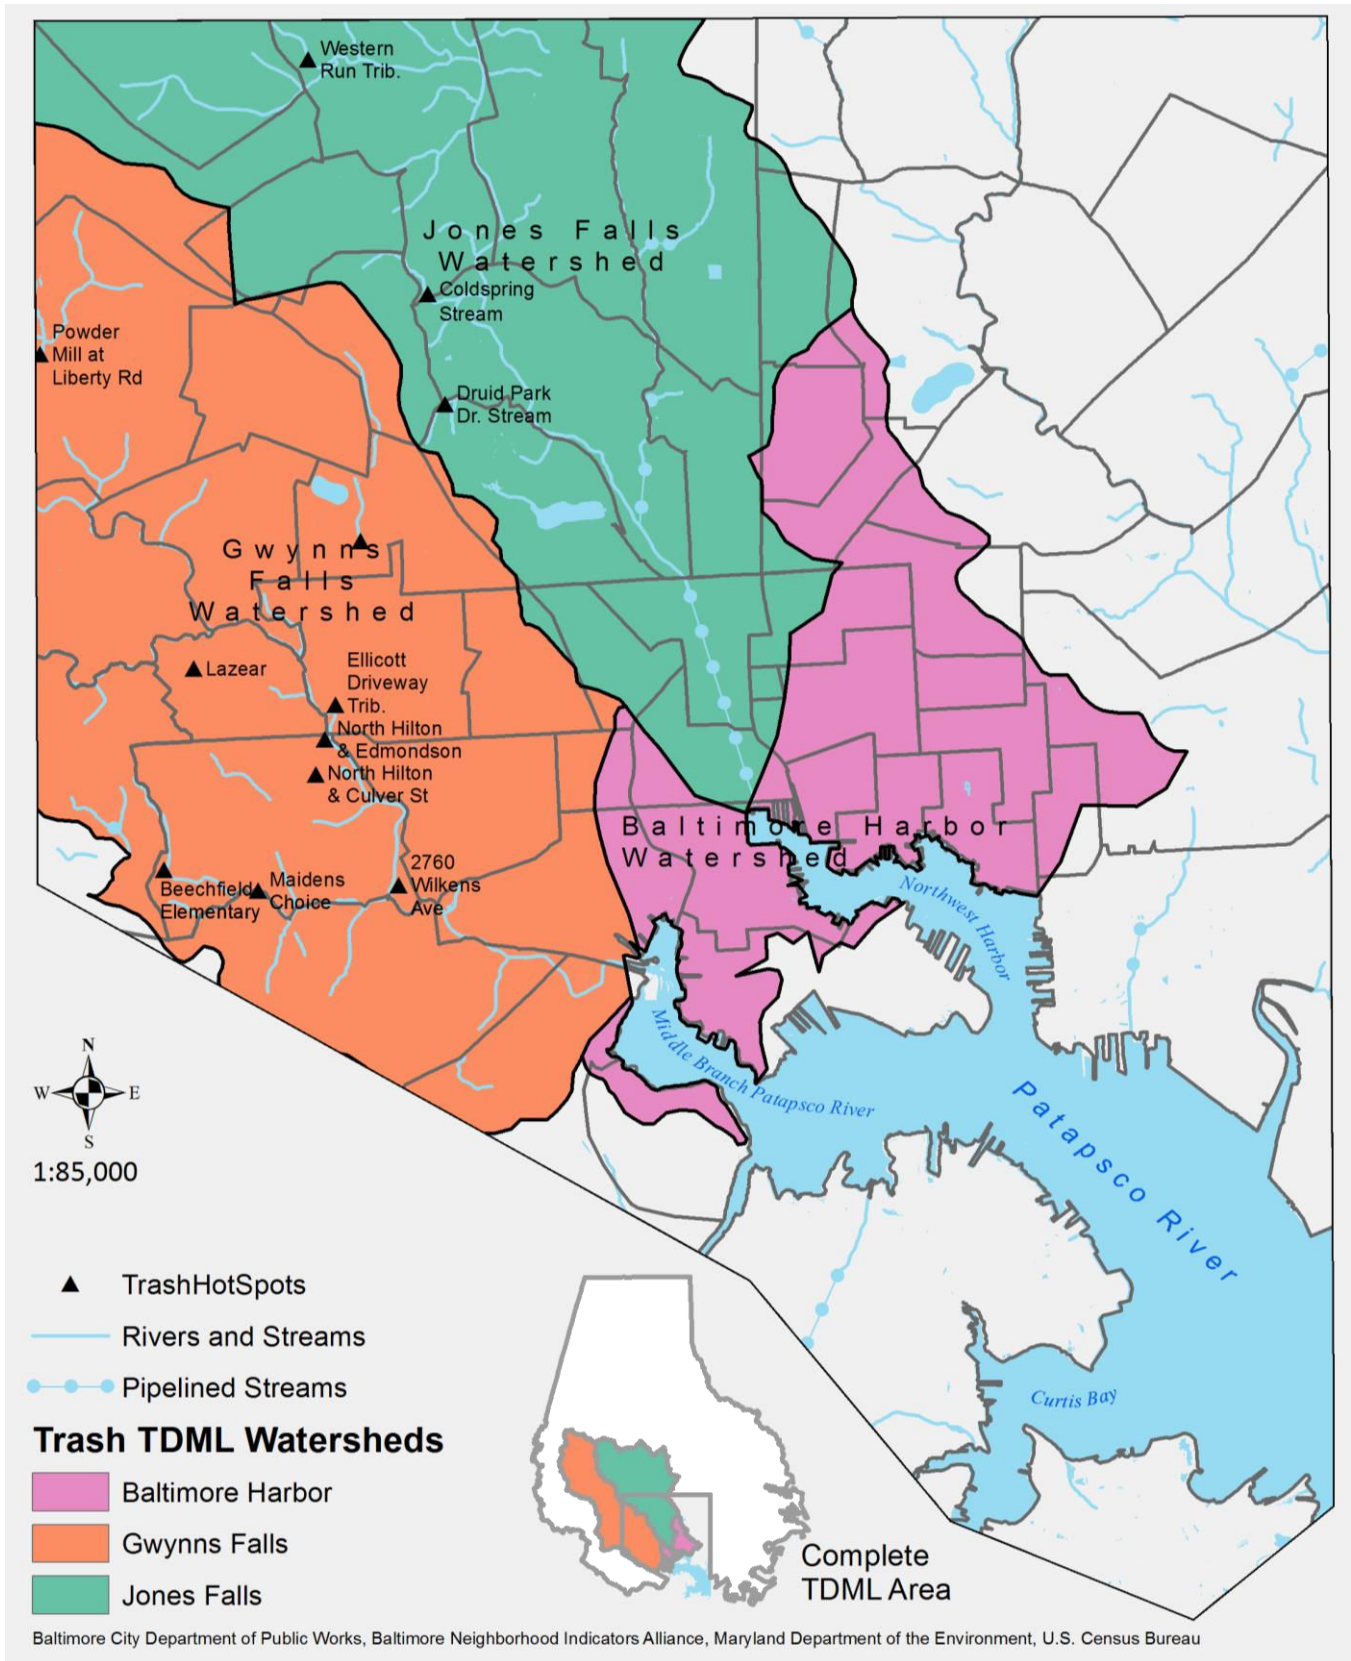 Western
Run Trib.
Jones Falls
Watershed
Coldspring
Stream
Powder
Mill at
Liberty Rd
Druid Park
Dr. Stream
Gwynns
Falls
Watershed
Lazear
Ellicott
Driveway
Trib.
North Hilton
& Edmondson
North Hilton
& Culver St
Baltimore Harbor
Watershed
2760
Wilkens
Ave
Maidens
Choice
Beechfield
Elementary
Northwest Harbor
Middle Branch Patapsco River
Patapsco River
N
W E
S
1:85,000
TrashHotSpots
Rivers and Streams
Pipelined Streams
Trash TDML Watersheds
Baltimore Harbor
Gwynns Falls
Jones Falls
Curtis Bay
Complete
TDML Area
Baltimore City Department of Public Works, Baltimore Neighborhood Indicators Alliance, Maryland Department of the Environment, U.S. Census Bureau